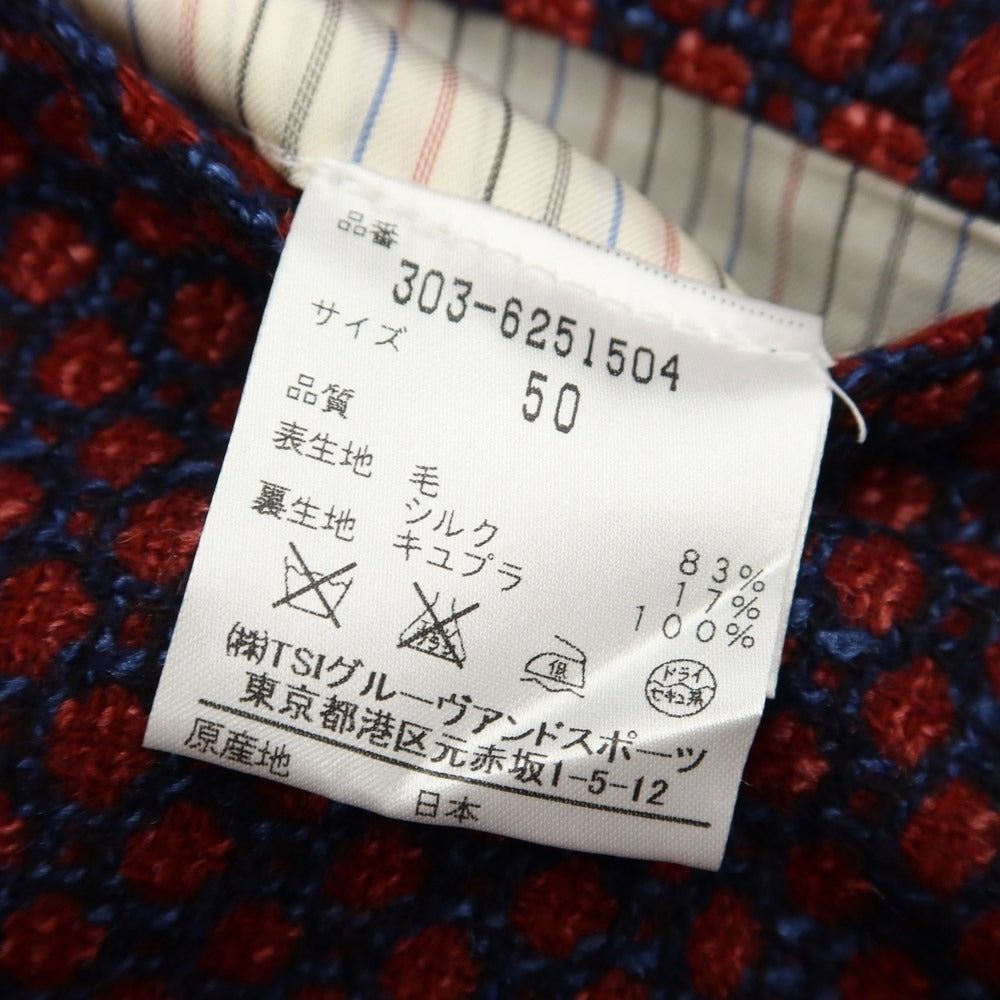 品番
303-6251504
サイズ
50
品質
表生地 毛 83%
シルク 17%
裏生地 キュプラ 100%
低
ドライ
セキユ系
(株)TSIグルーヴアンドスポーツ
東京都港区元赤坂1-5-12
原産地
日本